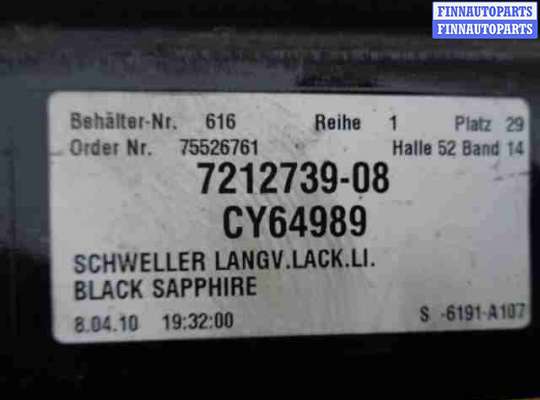 FINNAUTOPARTS
FINNAUTOPARTS
Behälter-Nr. 616 Reihe 1 Platz 29
Order Nr. 75526761 Halle 52 Band 14
7212739-08
CY64989
SCHWELLER LANGV.LACK.LI.
BLACK SAPPHIRE
8.04.10 19:32:00 S -6191-A107